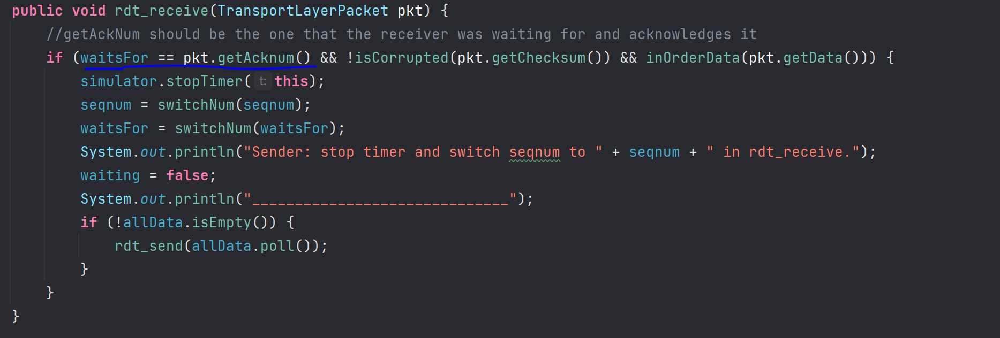 public void rdt_receive(TransportLayerPacket pkt) {
//getAckNum should be the one that the receiver was waiting for and acknowledges it
if (waitsFor == pkt.getAcknum() && !isCorrupted(pkt.getChecksum()) && inOrderData(pkt.getData())) {
simulator.stopTimer( t: this);
seqnum = switchNum(seqnum);
waitsFor = switchNum(waitsFor);
System.out.println("Sender: stop timer and switch seqnum to " + seqnum + " in rdt_receive.");
waiting = false;
System.out.println("______________________________");
if (!allData.isEmpty()) {
rdt_send(allData.poll());
}
}
}